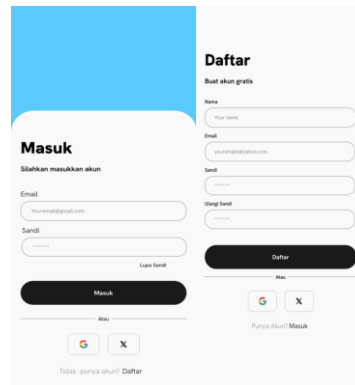 Masuk
Silahkan masukkan akun
Email
Youremail@gmail.com
Sandi
********
Lupa Sandi
Masuk
Atau
G X
Tidak punya akun? Daftar
Daftar
Buat akun gratis
Nama
Your name
Email
youremail@yahoo.com
Sandi
********
Ulangi Sandi
********
Daftar
Atau
G X
Punya Akun? Masuk